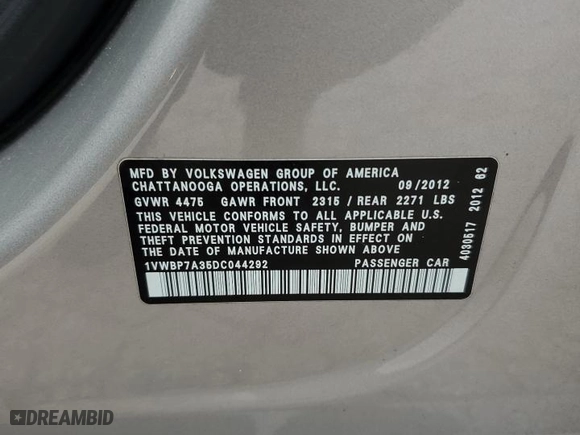 MFD BY VOLKSWAGEN GROUP OF AMERICA
CHATTANOOGA OPERATIONS, LLC. 09/2012
GVWR 4475 GAWR FRONT 2315 / REAR 2271 LBS
THIS VEHICLE CONFORMS TO ALL APPLICABLE U.S.
FEDERAL MOTOR VEHICLE SAFETY, BUMPER AND
THEFT PREVENTION STANDARDS IN EFFECT ON
THE DATE OF MANUFACTURE SHOWN ABOVE
1VWBP7A35DC044292 PASSENGER CAR
4030517 2012 62
DREAMBID